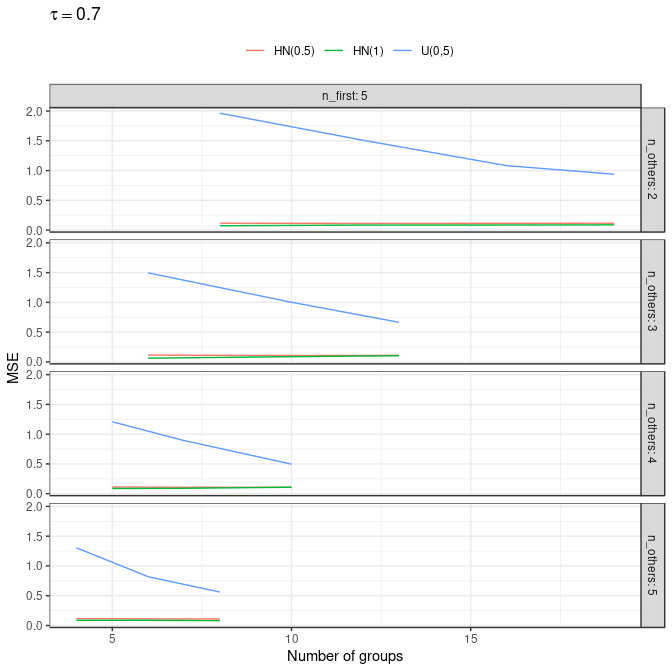 τ = 0.7
HN(0.5) HN(1) U(0,5)
n_first: 5
2.0
1.5
1.0
0.5
0.0
n_others: 2
2.0
1.5
1.0
0.5
0.0
n_others: 3
2.0
1.5
1.0
0.5
0.0
n_others: 4
2.0
1.5
1.0
0.5
0.0
n_others: 5
MSE
5 10 15
Number of groups